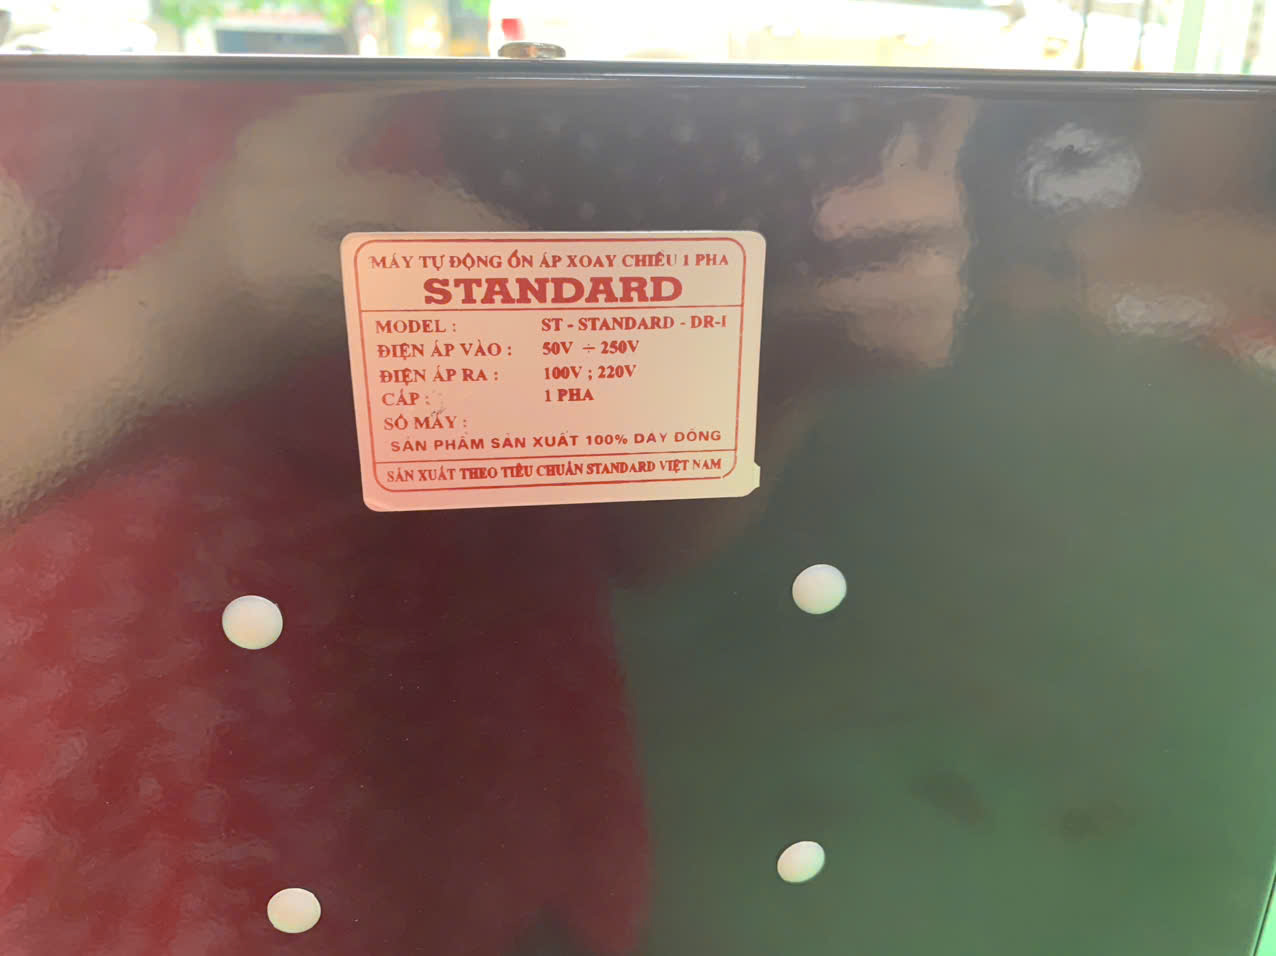 MÁY TỰ ĐỘNG ỔN ÁP XOAY CHIỀU 1 PHA
STANDARD
MODEL : ST - STANDARD - DR-I
ĐIỆN ÁP VÀO : 50V ÷ 250V
ĐIỆN ÁP RA : 100V ; 220V
CẤP : 1 PHA
SỐ MÁY :
SẢN PHẨM SẢN XUẤT 100% DÂY ĐỒNG
SẢN XUẤT THEO TIÊU CHUẨN STANDARD VIỆT NAM